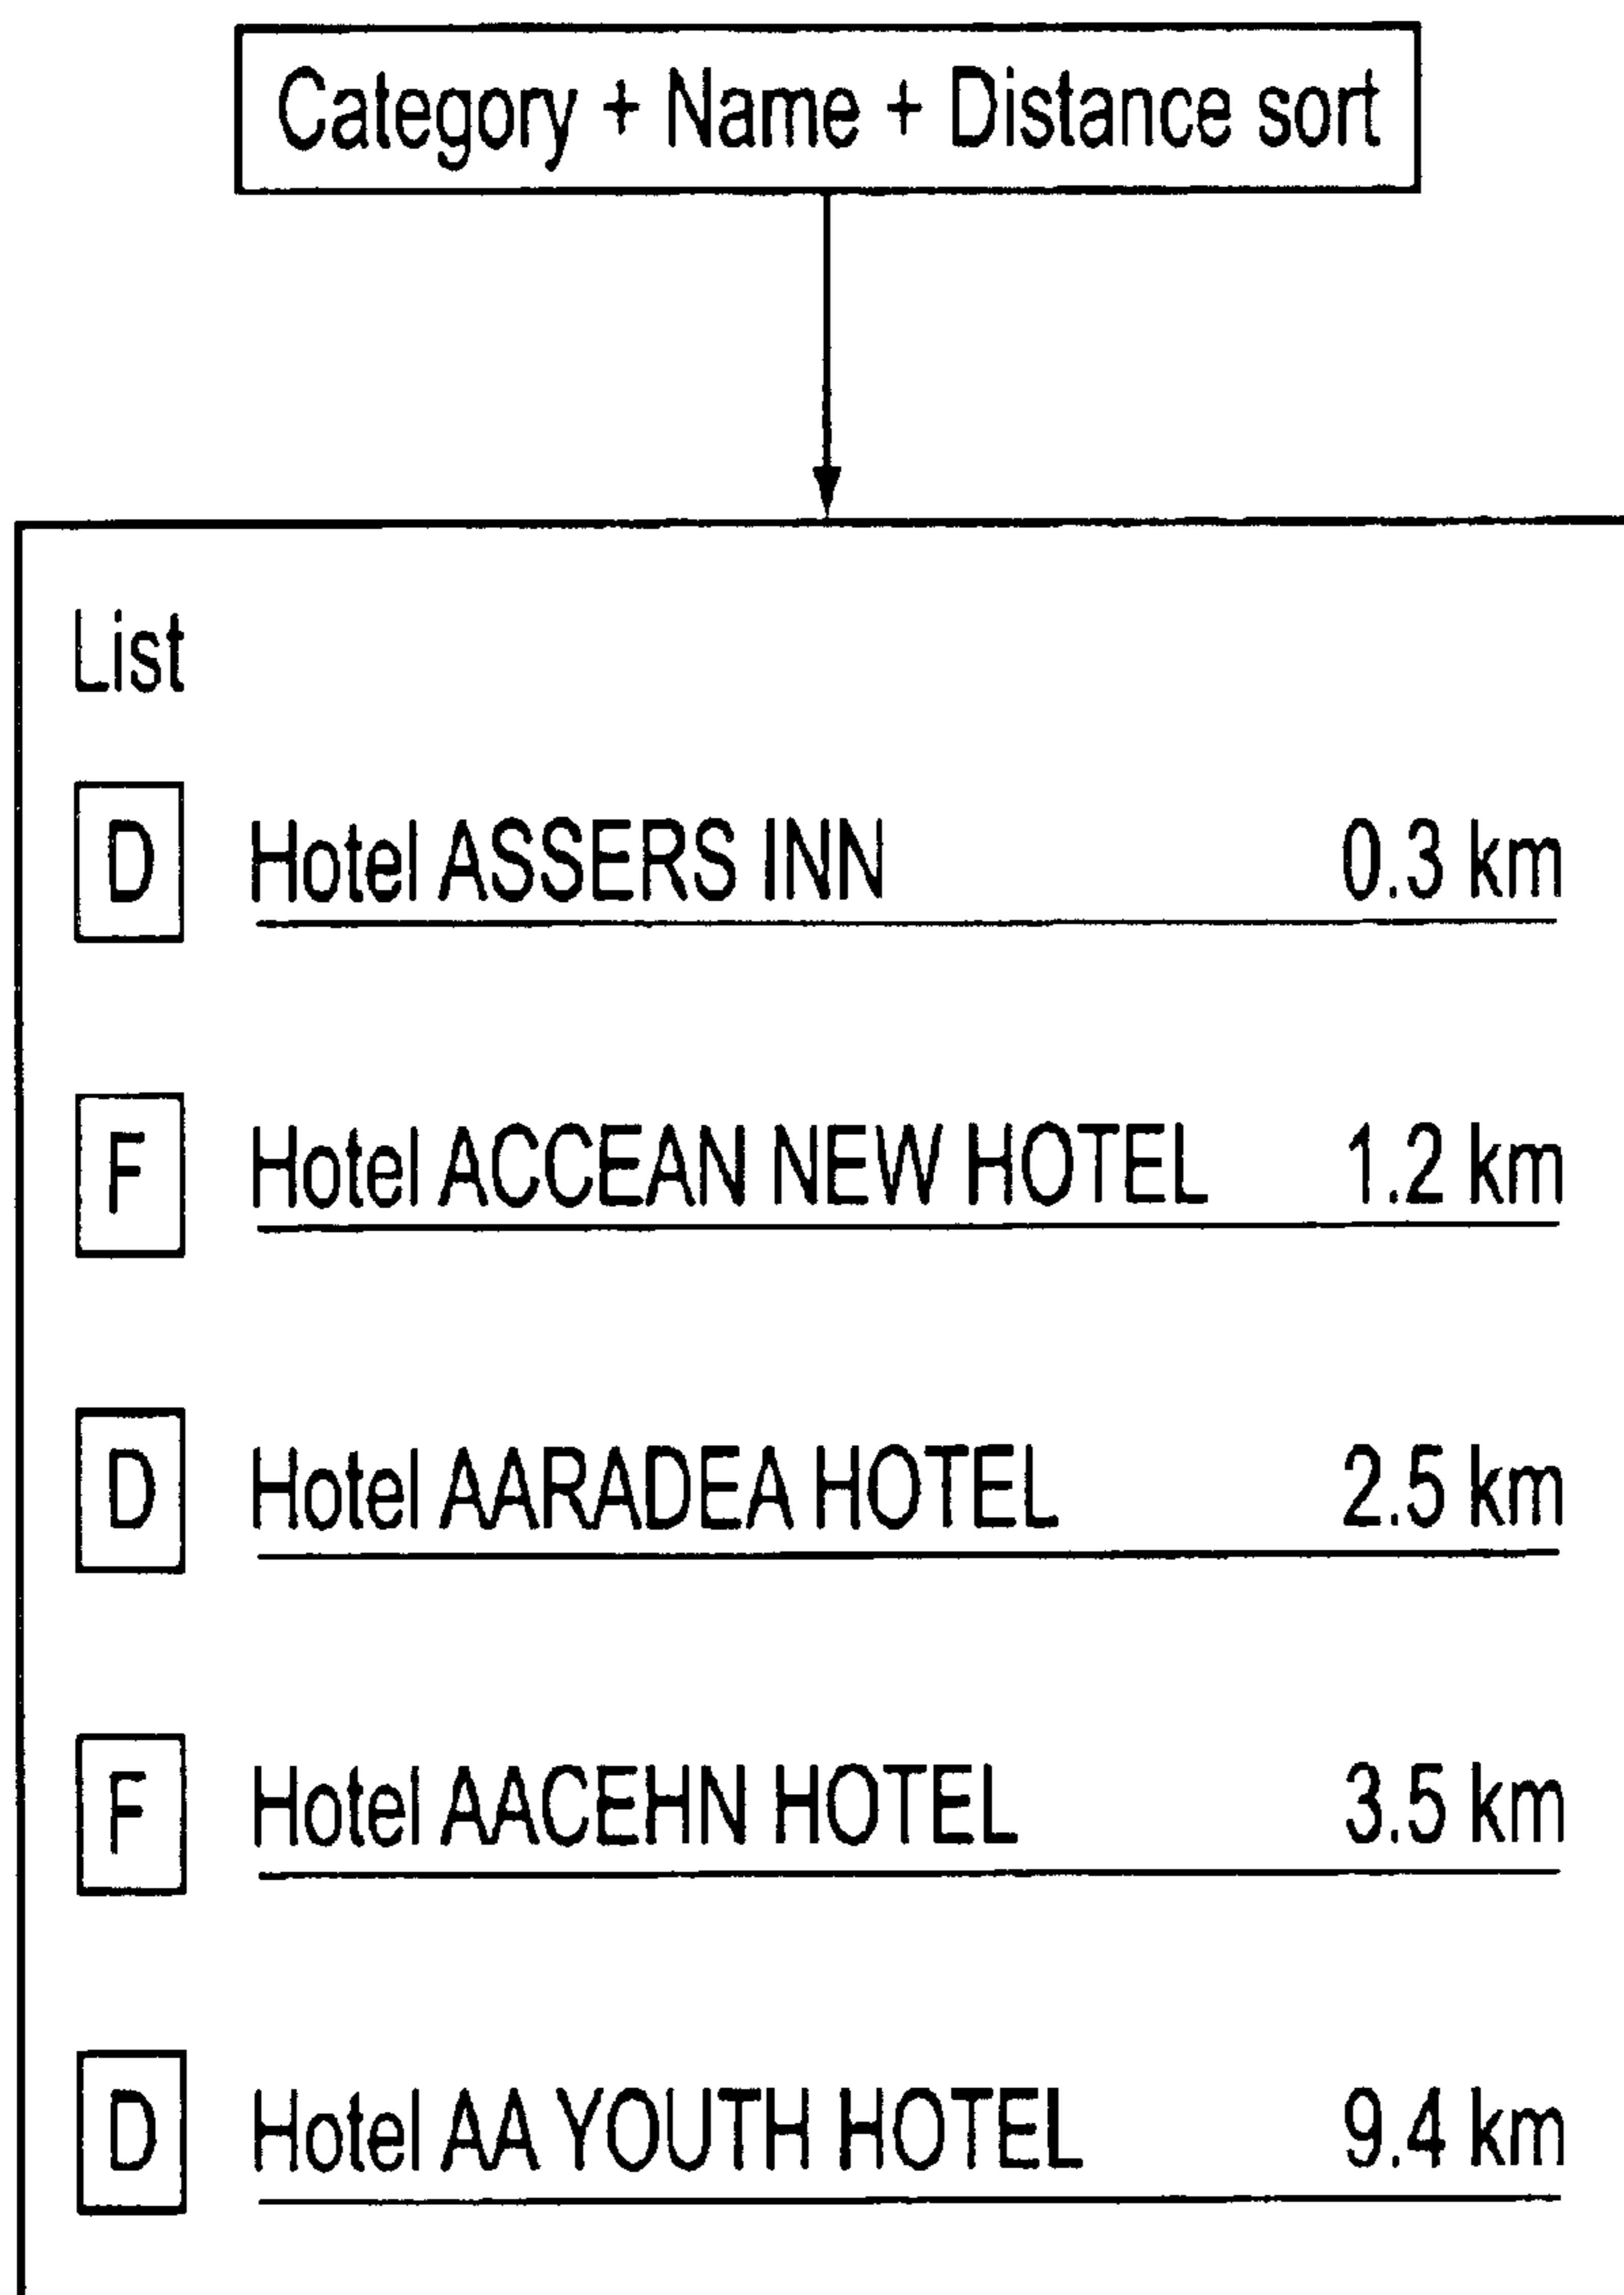 Category + Name + Distance sort
List
D Hotel ASSERS INN 0.3 km
F Hotel ACCEAN NEW HOTEL 1.2 km
D Hotel AARADEA HOTEL 2.5 km
F Hotel AACEHN HOTEL 3.5 km
D Hotel AA YOUTH HOTEL 9.4 km